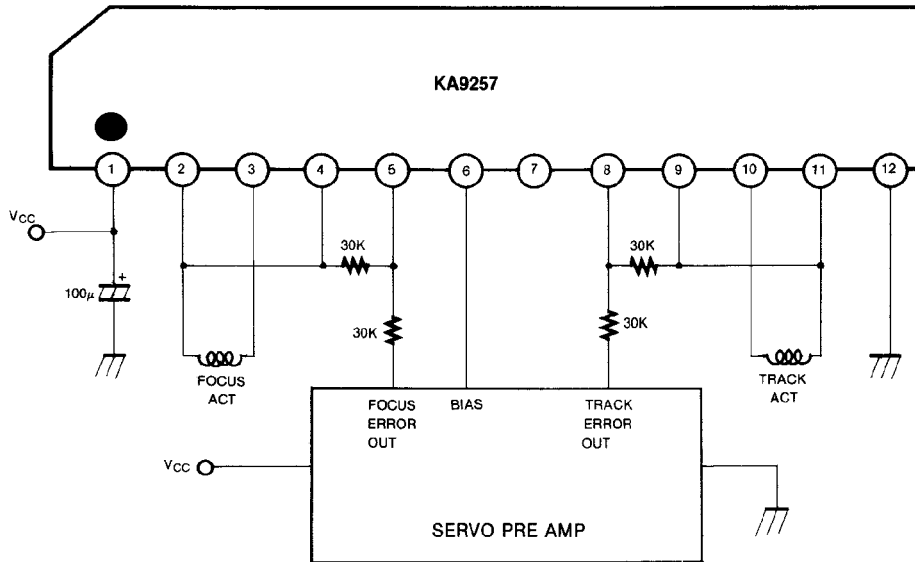 KA9257
1 2 3 4 5 6 7 8 9 10 11 12
VCC
30K 30K
100μ +
30K 30K
FOCUS
ACT
TRACK
ACT
FOCUS
ERROR
OUT
BIAS
TRACK
ERROR
OUT
VCC
SERVO PRE AMP